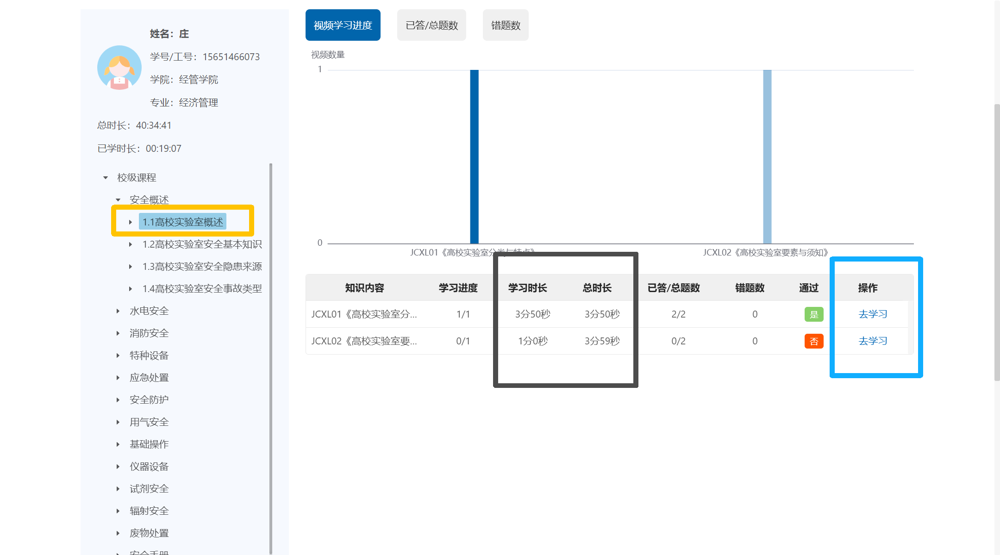 姓名：庄
学号/工号：15651466073
学院：经管学院
专业：经济管理
总时长：40:34:41
已学时长：00:19:07
校级课程
安全概述
1.1高校实验室概述
1.2高校实验室安全基本知识
1.3高校实验室安全隐患来源
1.4高校实验室安全事故类型
水电安全
消防安全
特种设备
应急处置
安全防护
用气安全
基础操作
仪器设备
试剂安全
辐射安全
废物处置
安全手册
视频学习进度 已答/总题数 错题数
视频数量
1
0
JCXL01《高校实验室分类与特点》 JCXL02《高校实验室要素与须知》
知识内容 学习进度 学习时长 总时长 已答/总题数 错题数 通过 操作
JCXL01《高校实验室分... 1/1 3分50秒 3分50秒 2/2 0 是 去学习
JCXL02《高校实验室要... 0/1 1分0秒 3分59秒 0/2 0 否 去学习